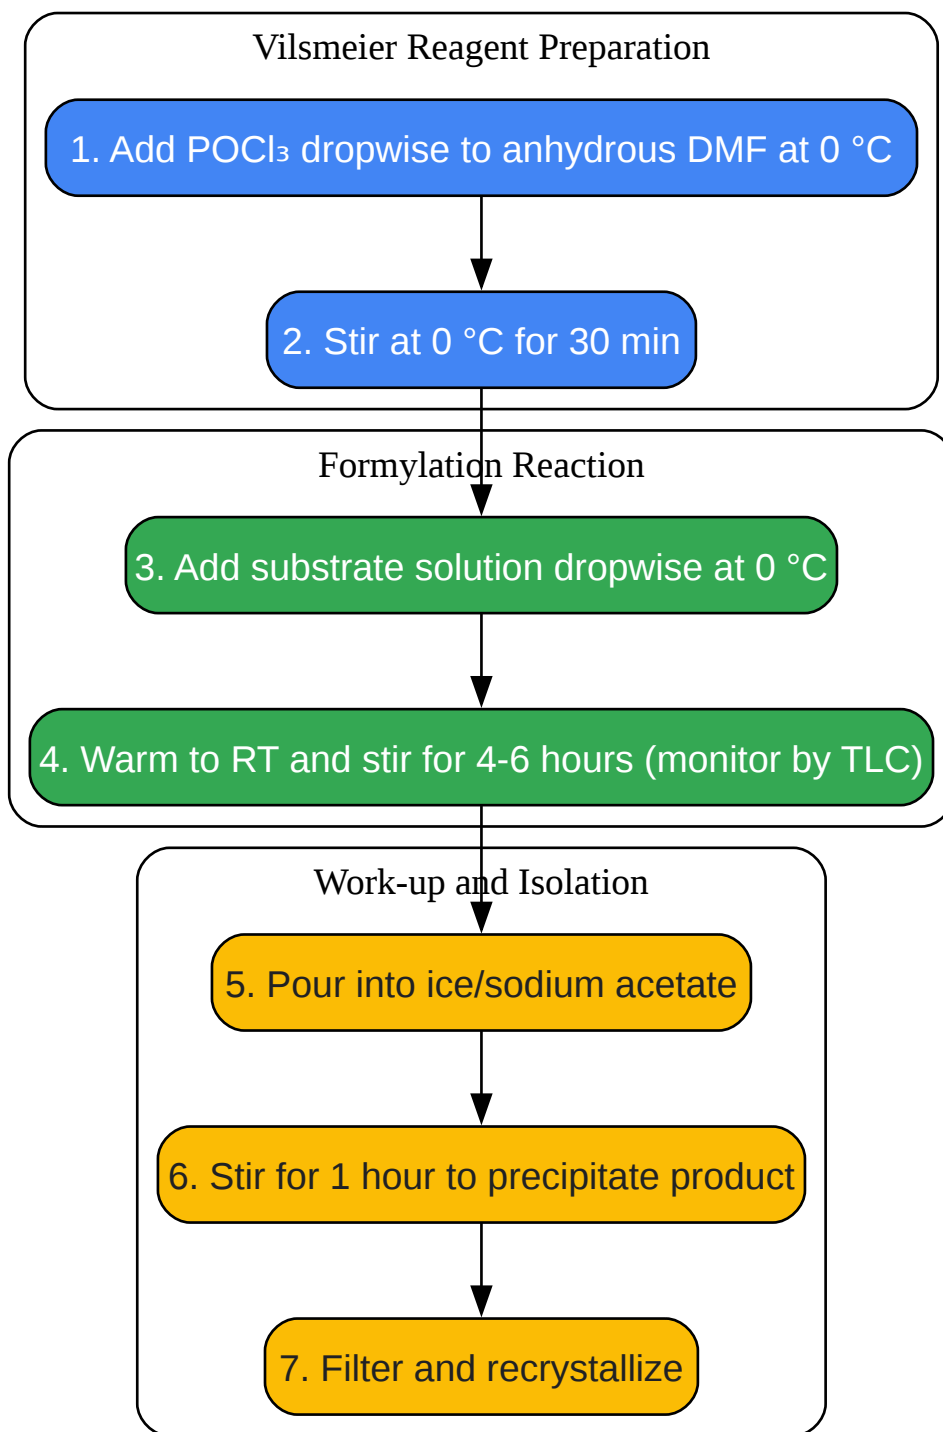 Vilsmeier Reagent Preparation
1. Add POCl₃ dropwise to anhydrous DMF at 0 °C
2. Stir at 0 °C for 30 min
Formylation Reaction
3. Add substrate solution dropwise at 0 °C
4. Warm to RT and stir for 4-6 hours (monitor by TLC)
Work-up and Isolation
5. Pour into ice/sodium acetate
6. Stir for 1 hour to precipitate product
7. Filter and recrystallize